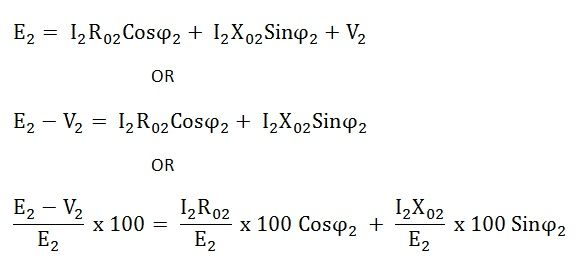 E₂ = I₂R₀₂Cosφ₂ + I₂X₀₂Sinφ₂ + V₂
OR
E₂ − V₂ = I₂R₀₂Cosφ₂ + I₂X₀₂Sinφ₂
OR
(E₂ − V₂)/E₂ x 100 = I₂R₀₂/E₂ x 100 Cosφ₂ + I₂X₀₂/E₂ x 100 Sinφ₂